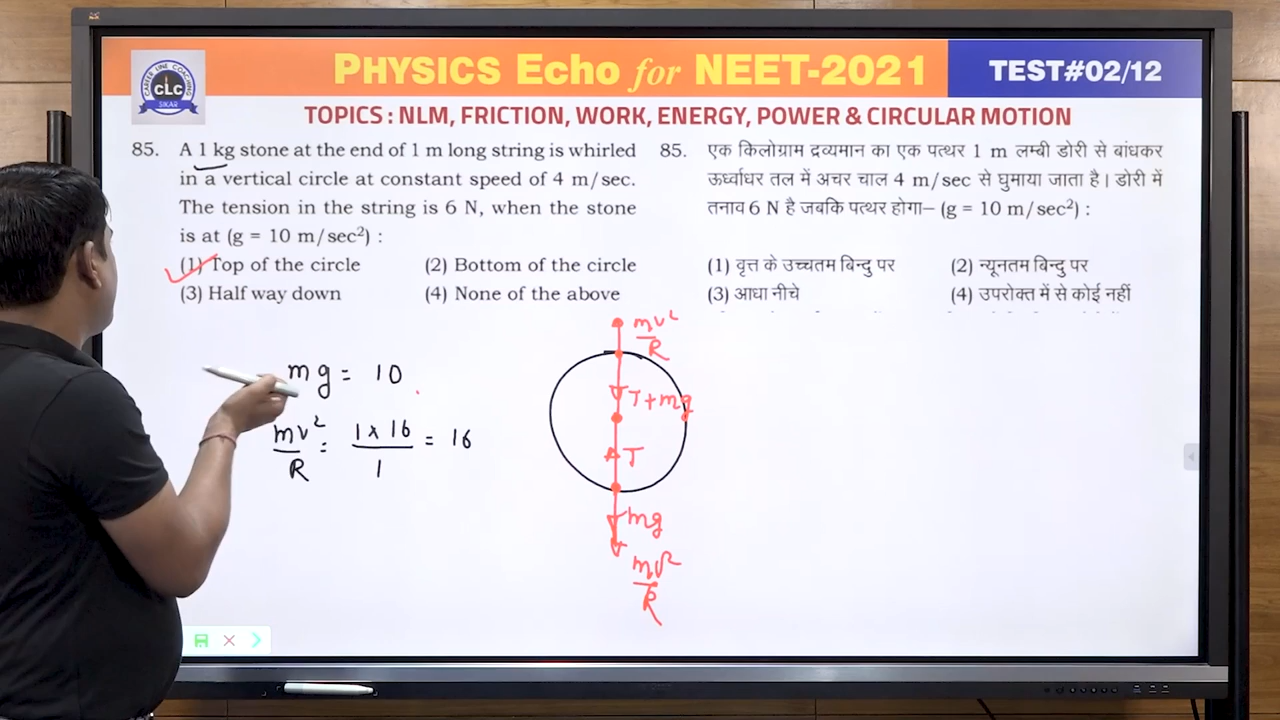 CAREER LINE COACHING
CLC
SIKAR
PHYSICS Echo for NEET-2021
TEST#02/12
TOPICS : NLM, FRICTION, WORK, ENERGY, POWER & CIRCULAR MOTION
85. A 1 kg stone at the end of 1 m long string is whirled
in a vertical circle at constant speed of 4 m/sec.
The tension in the string is 6 N, when the stone
is at (g = 10 m/sec²) :
(1) Top of the circle (2) Bottom of the circle
(3) Half way down (4) None of the above
85. एक किलोग्राम द्रव्यमान का एक पत्थर 1 m लम्बी डोरी से बांधकर
ऊर्ध्वाधर तल में अचर चाल 4 m/sec से घुमाया जाता है। डोरी में
तनाव 6 N है जबकि पत्थर होगा– (g = 10 m/sec²) :
(1) वृत्त के उच्चतम बिन्दु पर (2) न्यूनतम बिन्दु पर
(3) आधा नीचे (4) उपरोक्त में से कोई नहीं
mg = 10
mv²/R = 1x16/1 = 16
mv²/R
T+mg
T
mg
mv²/R